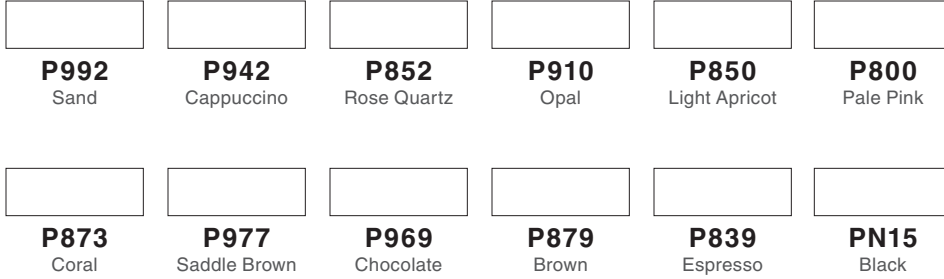 P992 P942 P852 P910 P850 P800
Sand Cappuccino Rose Quartz Opal Light Apricot Pale Pink
P873 P977 P969 P879 P839 PN15
Coral Saddle Brown Chocolate Brown Espresso Black